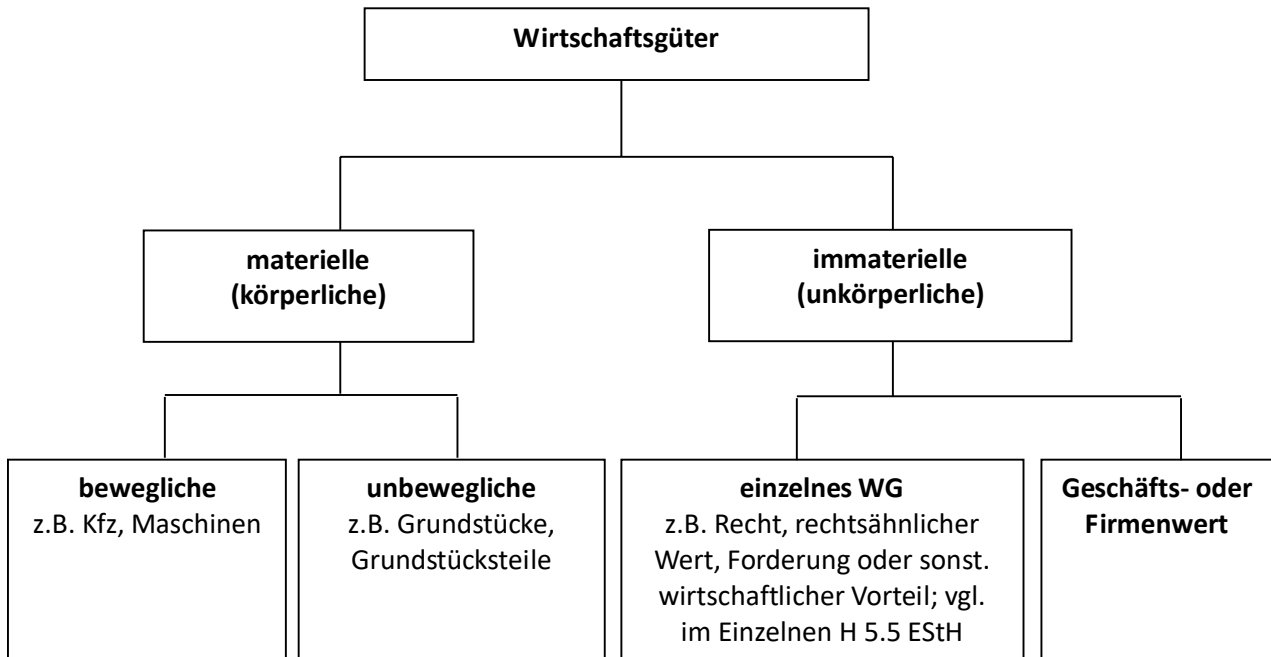 Wirtschaftsgüter
materielle
(körperliche)
immaterielle
(unkörperliche)
bewegliche
z.B. Kfz, Maschinen
unbewegliche
z.B. Grundstücke,
Grundstücksteile
einzelnes WG
z.B. Recht, rechtsähnlicher
Wert, Forderung oder sonst.
wirtschaftlicher Vorteil; vgl.
im Einzelnen H 5.5 EStH
Geschäfts- oder
Firmenwert